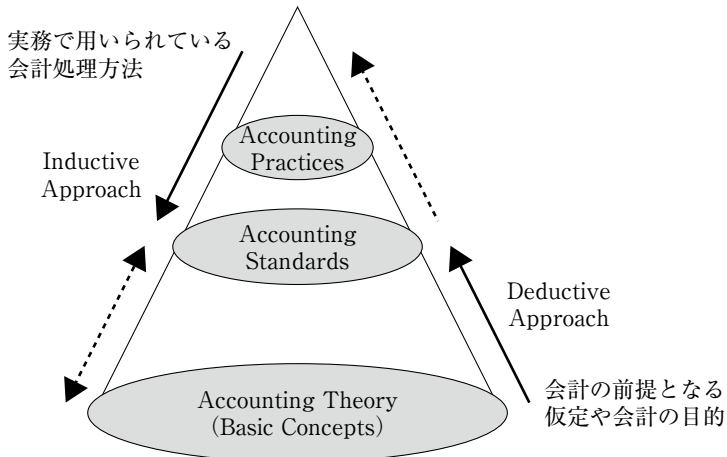 実務で用いられている
会計処理方法
Accounting
Practices
Inductive
Approach
Accounting
Standards
Deductive
Approach
Accounting Theory
(Basic Concepts)
会計の前提となる
仮定や会計の目的